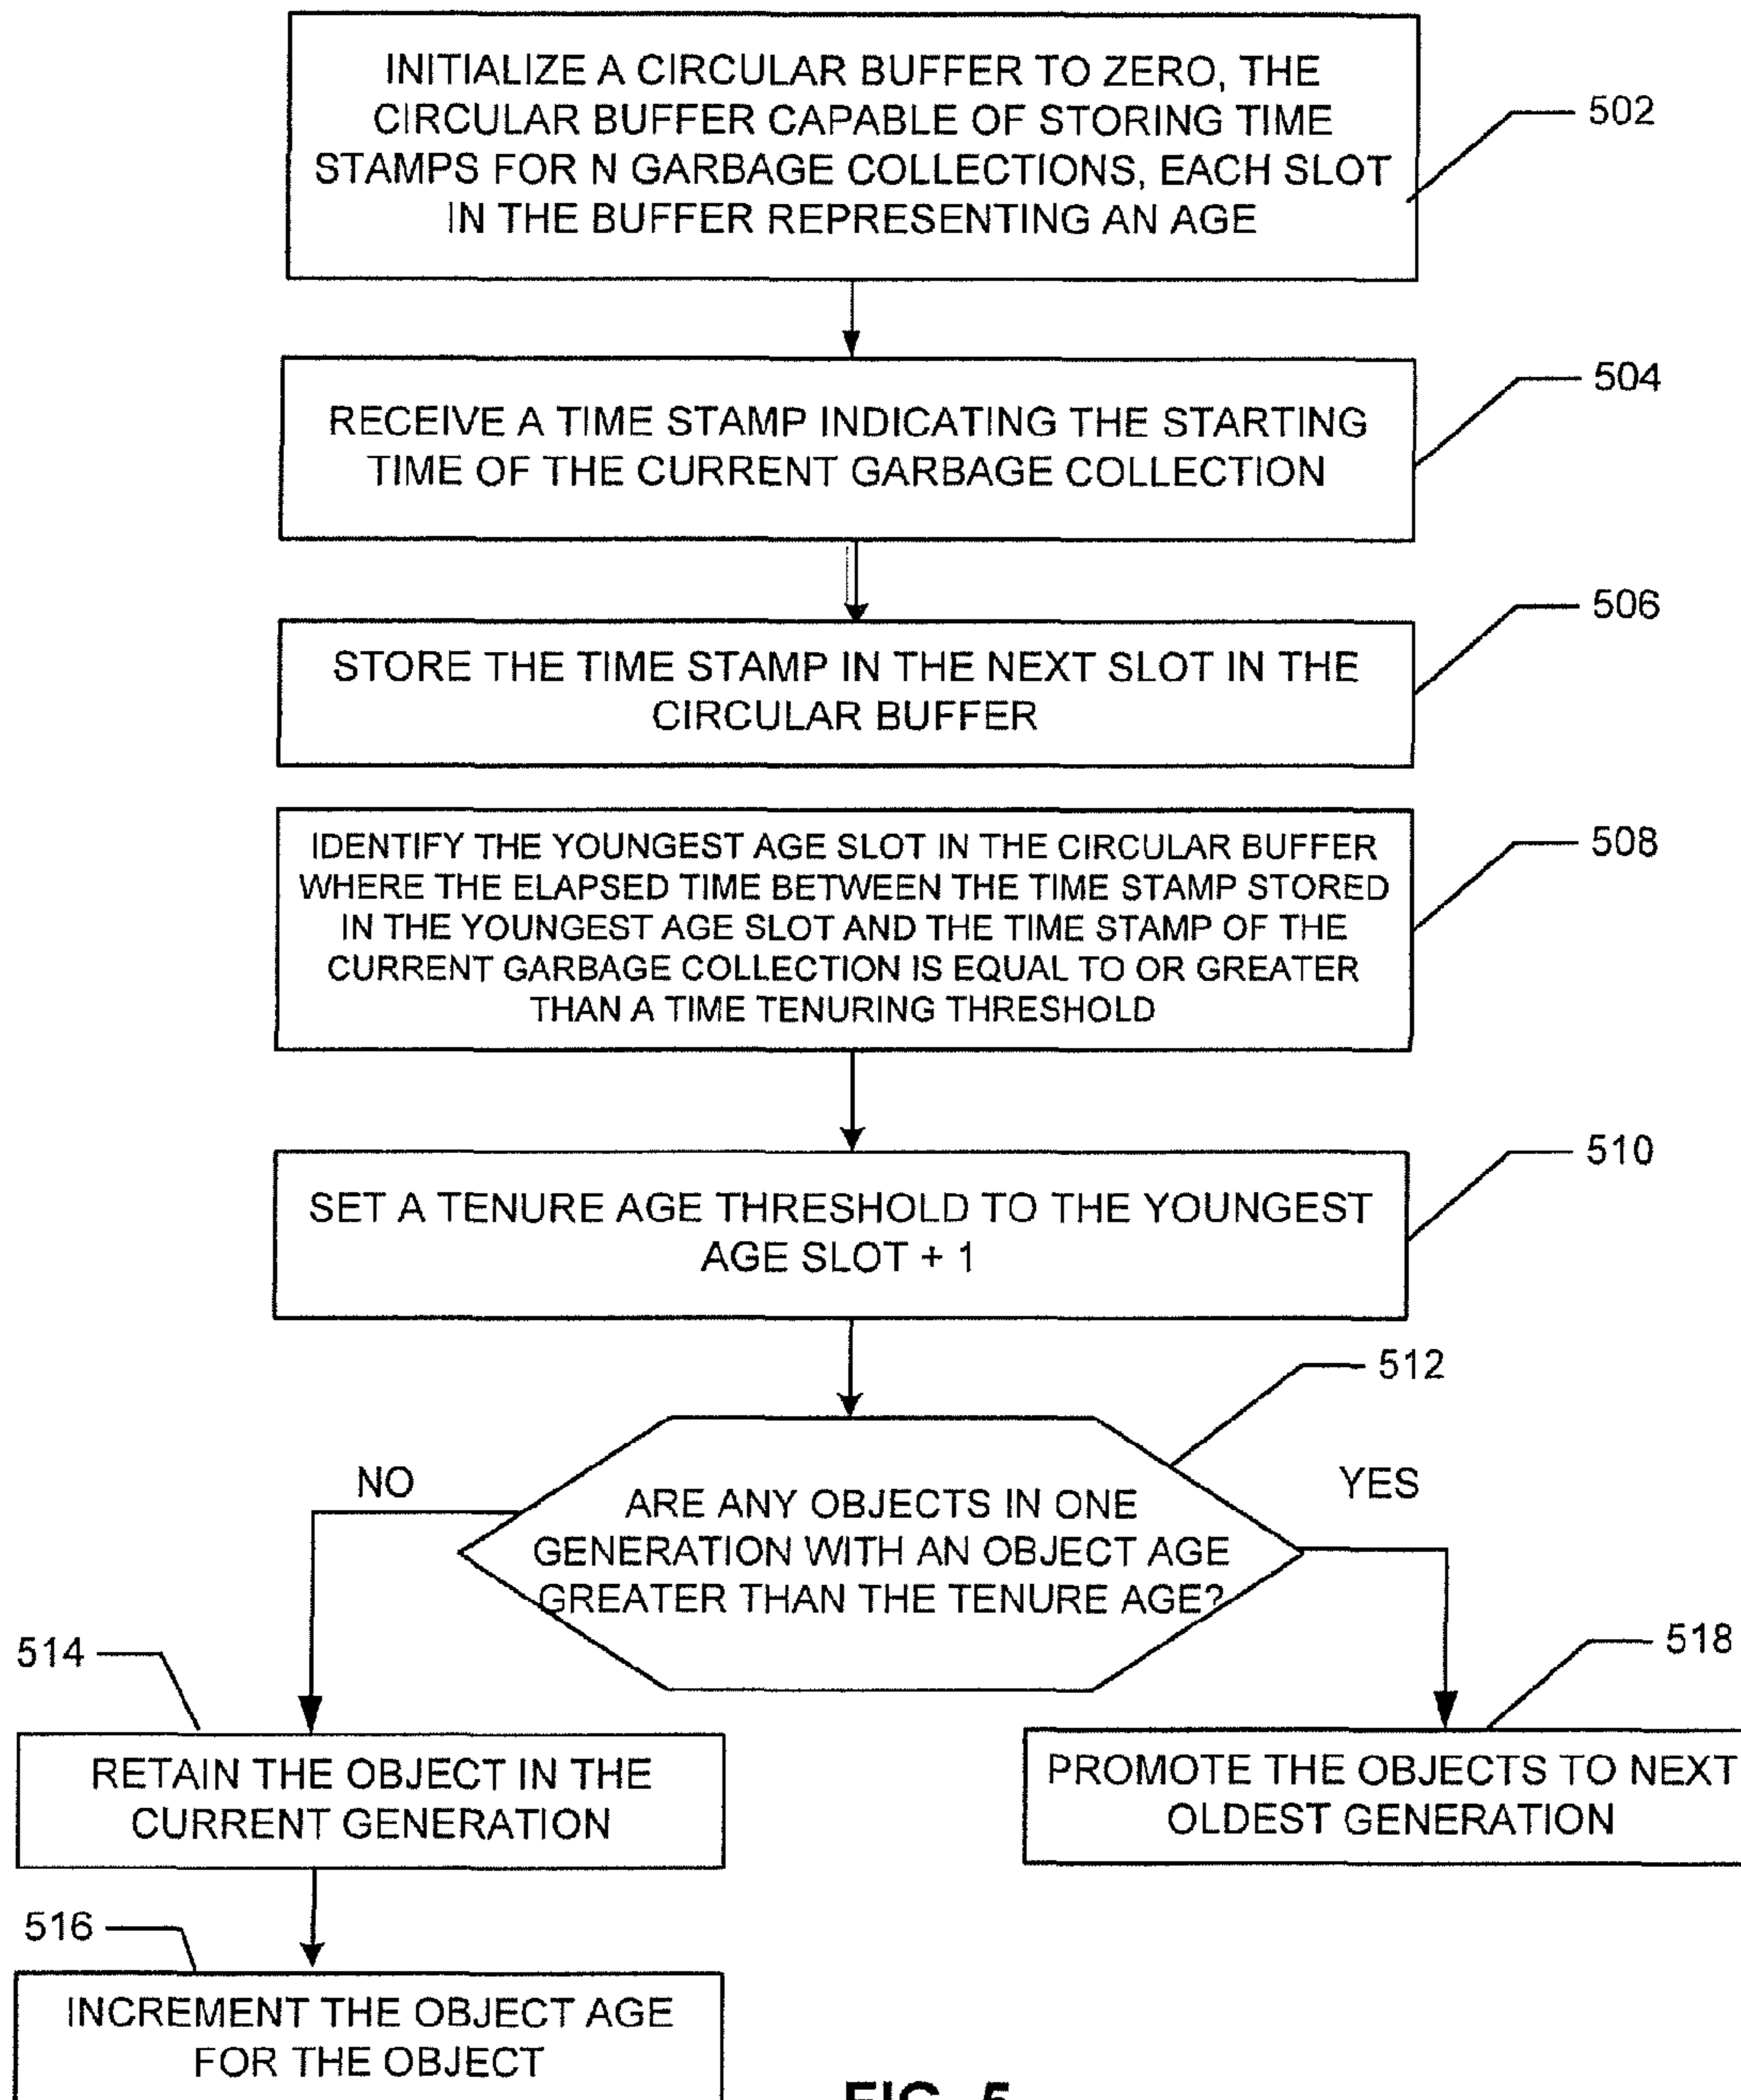 INITIALIZE A CIRCULAR BUFFER TO ZERO, THE
CIRCULAR BUFFER CAPABLE OF STORING TIME
STAMPS FOR N GARBAGE COLLECTIONS, EACH SLOT
IN THE BUFFER REPRESENTING AN AGE
502
RECEIVE A TIME STAMP INDICATING THE STARTING
TIME OF THE CURRENT GARBAGE COLLECTION
504
STORE THE TIME STAMP IN THE NEXT SLOT IN THE
CIRCULAR BUFFER
506
IDENTIFY THE YOUNGEST AGE SLOT IN THE CIRCULAR BUFFER
WHERE THE ELAPSED TIME BETWEEN THE TIME STAMP STORED
IN THE YOUNGEST AGE SLOT AND THE TIME STAMP OF THE
CURRENT GARBAGE COLLECTION IS EQUAL TO OR GREATER
THAN A TIME TENURING THRESHOLD
508
SET A TENURE AGE THRESHOLD TO THE YOUNGEST
AGE SLOT + 1
510
512
NO
YES
ARE ANY OBJECTS IN ONE
GENERATION WITH AN OBJECT AGE
GREATER THAN THE TENURE AGE?
514
518
RETAIN THE OBJECT IN THE
CURRENT GENERATION
PROMOTE THE OBJECTS TO NEXT
OLDEST GENERATION
516
INCREMENT THE OBJECT AGE
FOR THE OBJECT
FIG. 5